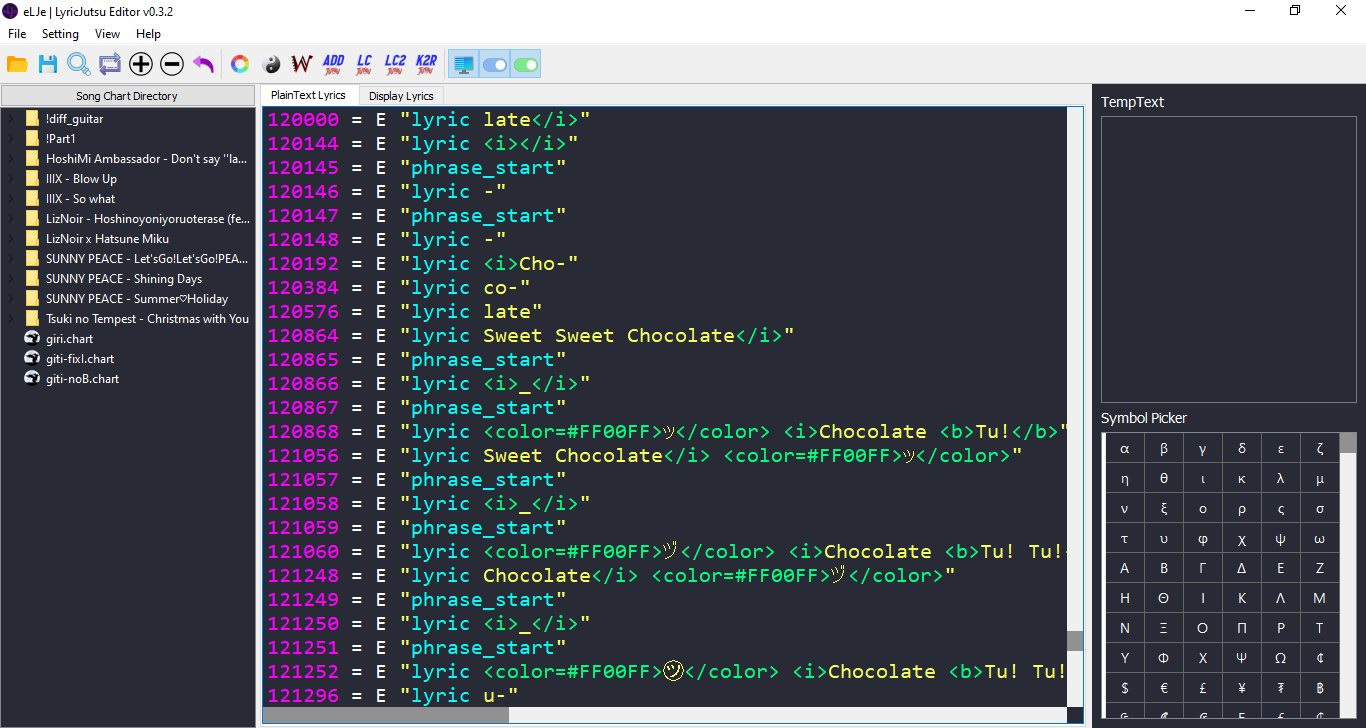 eLJe | LyricJutsu Editor v0.3.2
File Setting View Help
W ADD JUTSU LC JUTSU LC2 JUTSU K2R JUTSU
Song Chart Directory
!diff_guitar
!Part1
HoshiMi Ambassador - Don't say "la...
IIIX - Blow Up
IIIX - So what
LizNoir - Hoshinoyoniyoruoterase (fe...
LizNoir x Hatsune Miku
SUNNY PEACE - Let'sGo!Let'sGo!PEA...
SUNNY PEACE - Shining Days
SUNNY PEACE - Summer♡Holiday
Tsuki no Tempest - Christmas with You
giri.chart
giti-fixI.chart
giti-noB.chart
PlainText Lyrics Display Lyrics
120000 = E "lyric late</i>"
120144 = E "lyric <i></i>"
120145 = E "phrase_start"
120146 = E "lyric -"
120147 = E "phrase_start"
120148 = E "lyric -"
120192 = E "lyric <i>Cho-"
120384 = E "lyric co-"
120576 = E "lyric late"
120864 = E "lyric Sweet Sweet Chocolate</i>"
120865 = E "phrase_start"
120866 = E "lyric <i>_</i>"
120867 = E "phrase_start"
120868 = E "lyric <color=#FF00FF>ッ</color> <i>Chocolate <b>Tu!</b>"
121056 = E "lyric Sweet Chocolate</i> <color=#FF00FF>ッ</color>"
121057 = E "phrase_start"
121058 = E "lyric <i>_</i>"
121059 = E "phrase_start"
121060 = E "lyric <color=#FF00FF>ヅ</color> <i>Chocolate <b>Tu! Tu!<
121248 = E "lyric Chocolate</i> <color=#FF00FF>ヅ</color>"
121249 = E "phrase_start"
121250 = E "lyric <i>_</i>"
121251 = E "phrase_start"
121252 = E "lyric <color=#FF00FF>㋡</color> <i>Chocolate <b>Tu! Tu!
121296 = E "lyric u-"
TempText
Symbol Picker
α β γ δ ε ζ
η θ ι κ λ μ
ν ξ ο ρ ς σ
τ υ φ χ ψ ω
Α Β Γ Δ Ε Ζ
Η Θ Ι Κ Λ Μ
Ν Ξ Ο Π Ρ Τ
Υ Φ Χ Ψ Ω ¢
$ € £ ¥ ₮ ฿